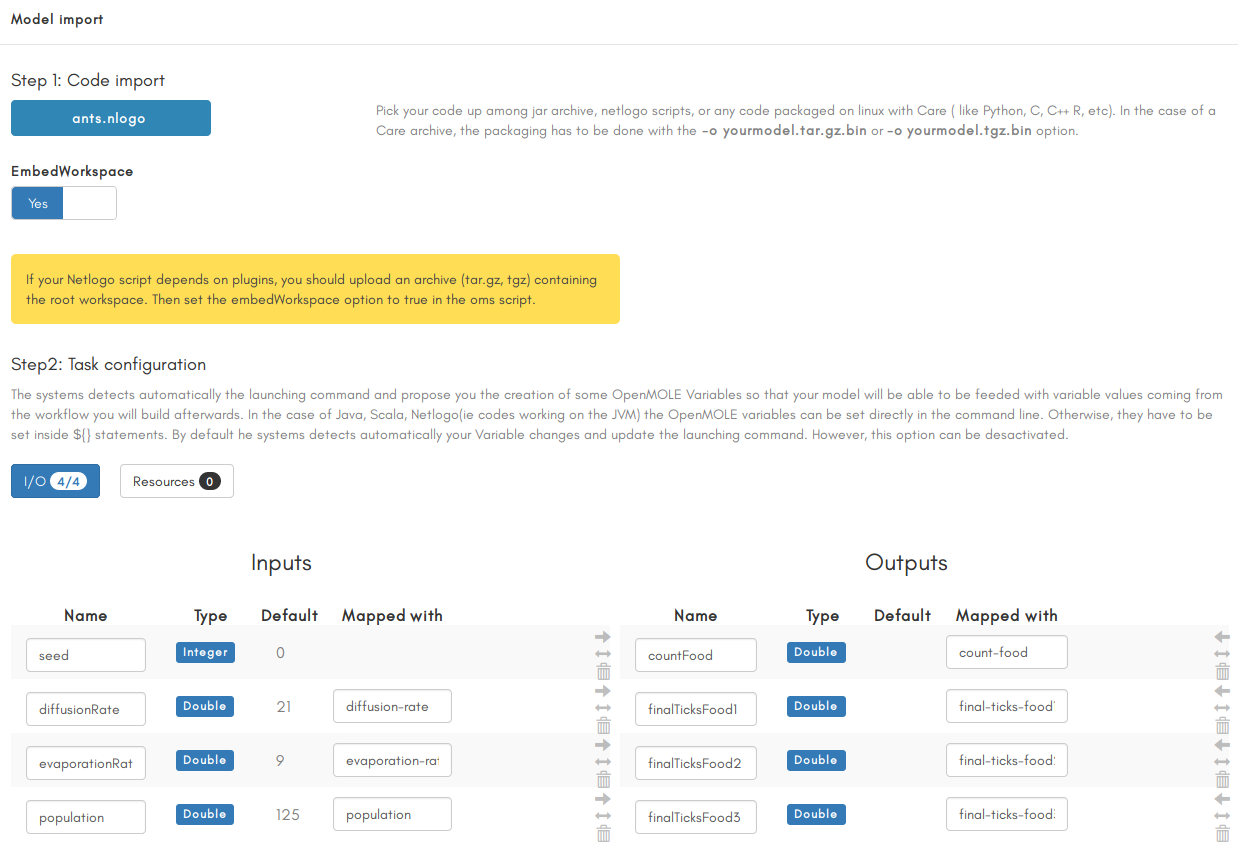 Model import
Step 1: Code import
ants.nlogo
Pick your code up among jar archive, netlogo scripts, or any code packaged on linux with Care ( like Python, C, C++ R, etc). In the case of a
Care archive, the packaging has to be done with the -o yourmodel.tar.gz.bin or -o yourmodel.tgz.bin option.
EmbedWorkspace
Yes
If your Netlogo script depends on plugins, you should upload an archive (tar.gz, tgz) containing
the root workspace. Then set the embedWorkspace option to true in the oms script.
Step2: Task configuration
The systems detects automatically the launching command and propose you the creation of some OpenMOLE Variables so that your model will be able to be feeded with variable values coming from
the workflow you will build afterwards. In the case of Java, Scala, Netlogo(ie codes working on the JVM) the OpenMOLE variables can be set directly in the command line. Otherwise, they have to be
set inside ${} statements. By default he systems detects automatically your Variable changes and update the launching command. However, this option can be desactivated.
I/O 4/4 Resources 0
Inputs Outputs
Name Type Default Mapped with Name Type Default Mapped with
seed Integer 0 countFood Double count-food
diffusionRate Double 21 diffusion-rate finalTicksFood1 Double final-ticks-food
evaporationRat Double 9 evaporation-rat finalTicksFood2 Double final-ticks-food
population Double 125 population finalTicksFood3 Double final-ticks-food